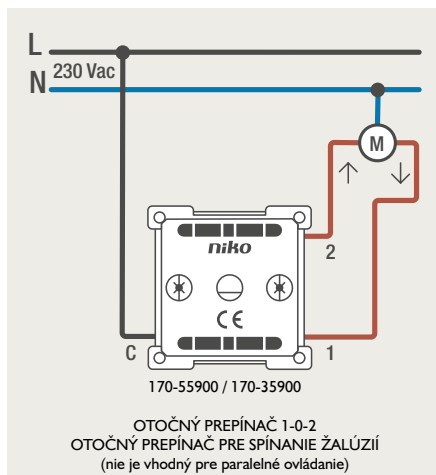 L
230 Vac
N
M
niko
2
CE
C
1
170-55900 / 170-35900
OTOČNÝ PREPÍNAČ 1-0-2
OTOČNÝ PREPÍNAČ PRE SPÍNANIE ŽALÚZIÍ
(nie je vhodný pre paralelné ovládanie)